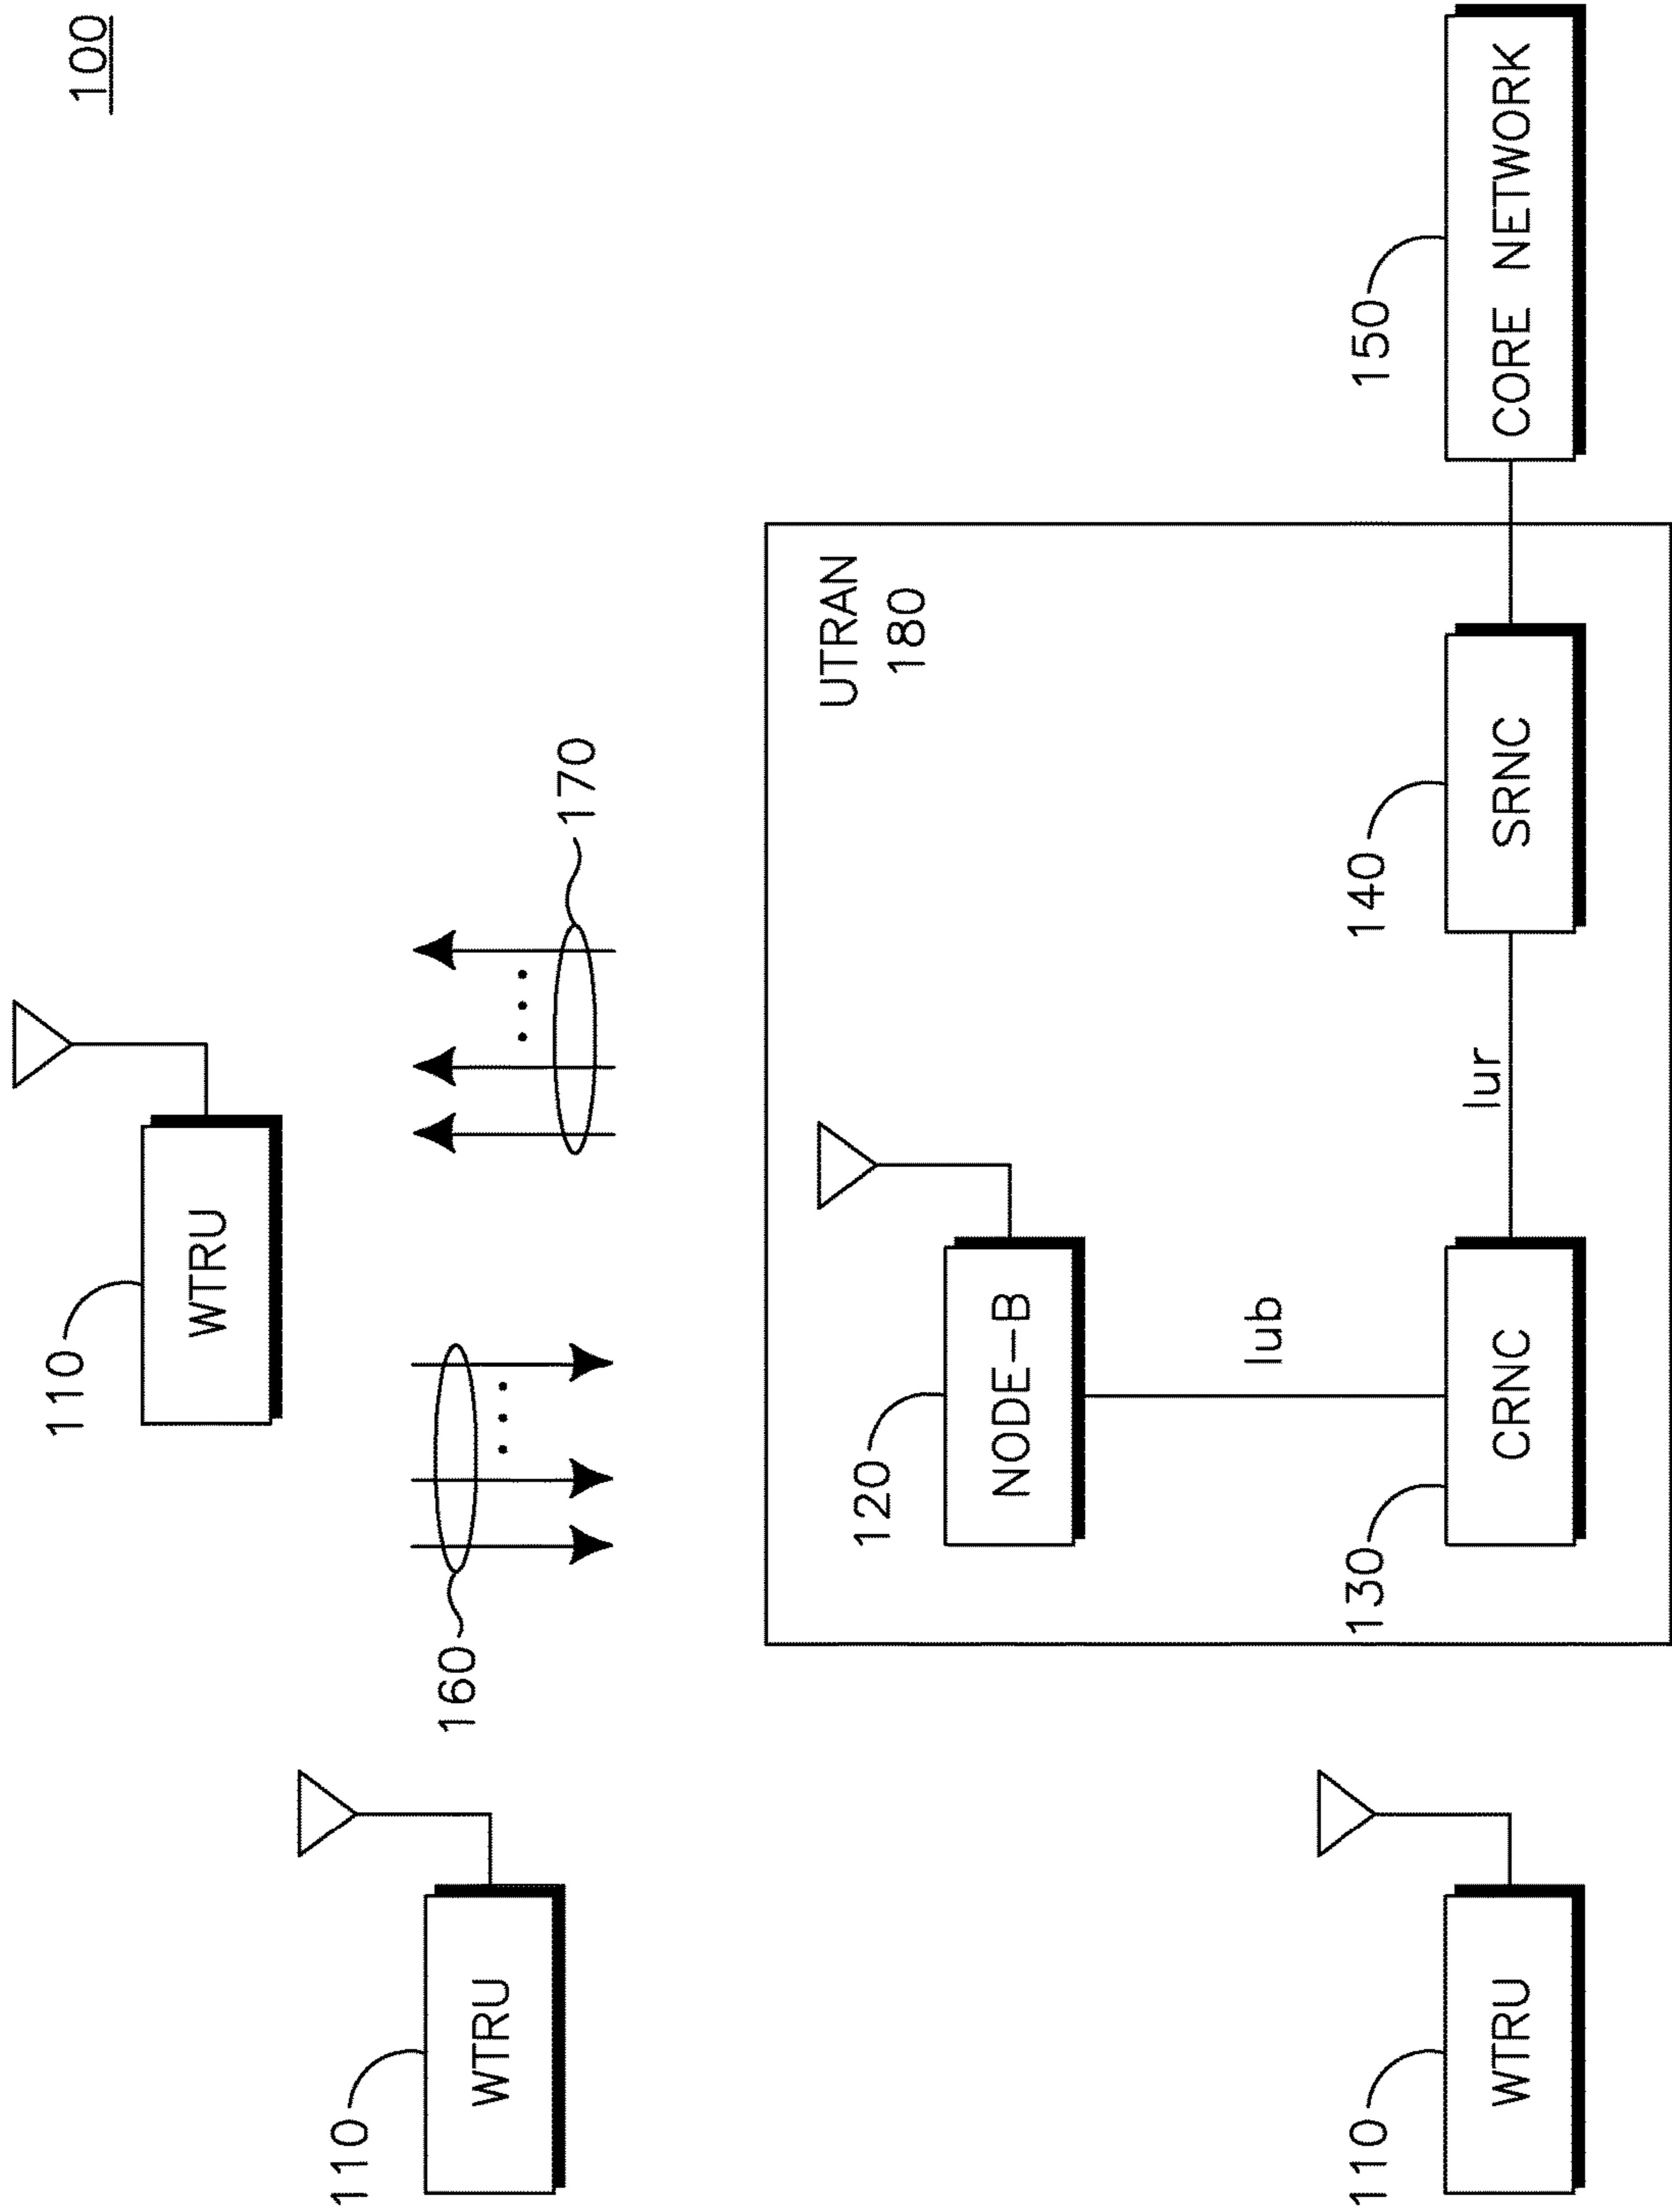 100
110
WTRU
110
WTRU
160
170
UTRAN
180
120
NODE-B
Iub
110
WTRU
130
CRNC
Iur
140
SRNC
150
CORE NETWORK